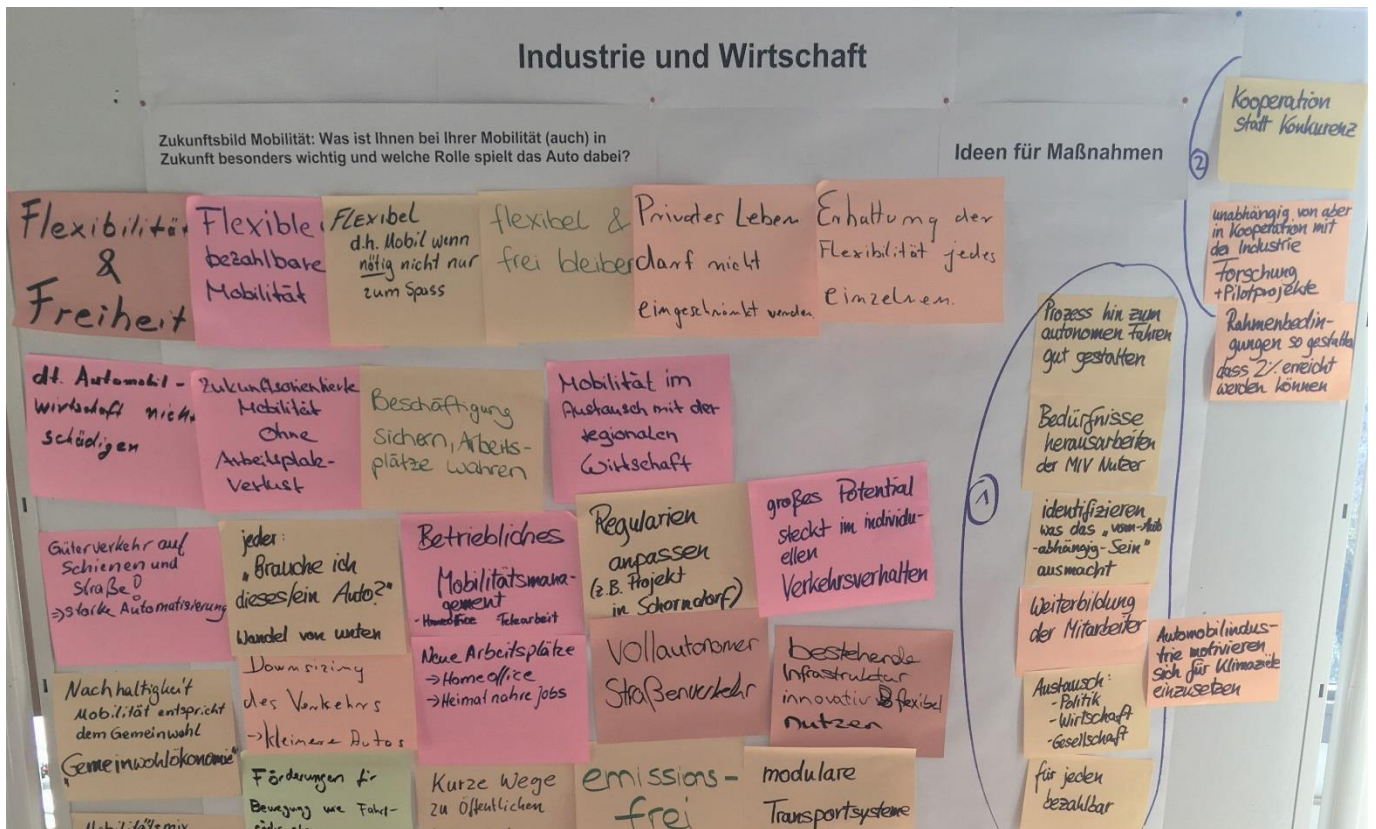 Industrie und Wirtschaft
Zukunftsbild Mobilität: Was ist Ihnen bei Ihrer Mobilität (auch) in
Zukunft besonders wichtig und welche Rolle spielt das Auto dabei?
Flexibilität
&
Freiheit
Flexible
bezahlbare
Mobilität
FLEXIBEL
d.h. Mobil wenn
nötig nicht nur
zum Spass
flexibel &
frei bleiben
Privates Leben
darf nicht
eingeschränkt werden.
Erhaltung der
Flexibilität jedes
einzelnen.
dt. Automobil-
wirtschaft nicht
schädigen
Zukunftsorientierte
Mobilität
Ohne
Arbeitsplatz-
Verlust
Beschäftigung
sichern, Arbeits-
plätze wahren
Mobilität im
Austausch mit der
regionalen
Wirtschaft
Güterverkehr auf
Schienen und
Straße!
⇒ starke Automatisierung
jeder:
„Brauche ich
dieses/ein Auto?"
Wandel von unten
Betriebliches
Mobilitätsmana-
gement
- Homeoffice Telearbeit
Regularien
anpassen
(z.B. Projekt
in Schorndorf)
großes Potential
steckt im individu-
ellen
Verkehrsverhalten
Nachhaltigkeit
Mobilität entspricht
dem Gemeinwohl
"Gemeinwohlökonomie"
Downsizing
des Verkehrs
→ kleinere Autos
Neue Arbeitsplätze
→ Homeoffice
→ Heimat nahre jobs
Vollautonomer
Straßenverkehr
bestehende
Infrastruktur
innovativ & flexibel
nutzen
Mobilitätsmix
Förderungen für
Bewegung wie Fahrt-
Kurze Wege
zu Öffentlichen
emissions-
frei
modulare
Transportsysteme
Ideen für Maßnahmen
1
Prozess hin zum
autonomen Fahren
gut gestalten
Bedürfnisse
herausarbeiten
der MIV Nutzer
identifizieren
was das „vom-Auto
-abhängig-Sein"
ausmacht
Weiterbildung
der Mitarbeiter
Austausch:
- Politik
- Wirtschaft
- Gesellschaft
für jeden
bezahlbar
Automobilindus-
trie motivieren
sich für Klimaziele
einzusetzen
2
Kooperation
statt Konkurenz
unabhängig von aber
in Kooperation mit
der Industrie
Forschung
+ Pilotprojekte
Rahmenbedin-
gungen so gestalten
dass 2% erreicht
werden können